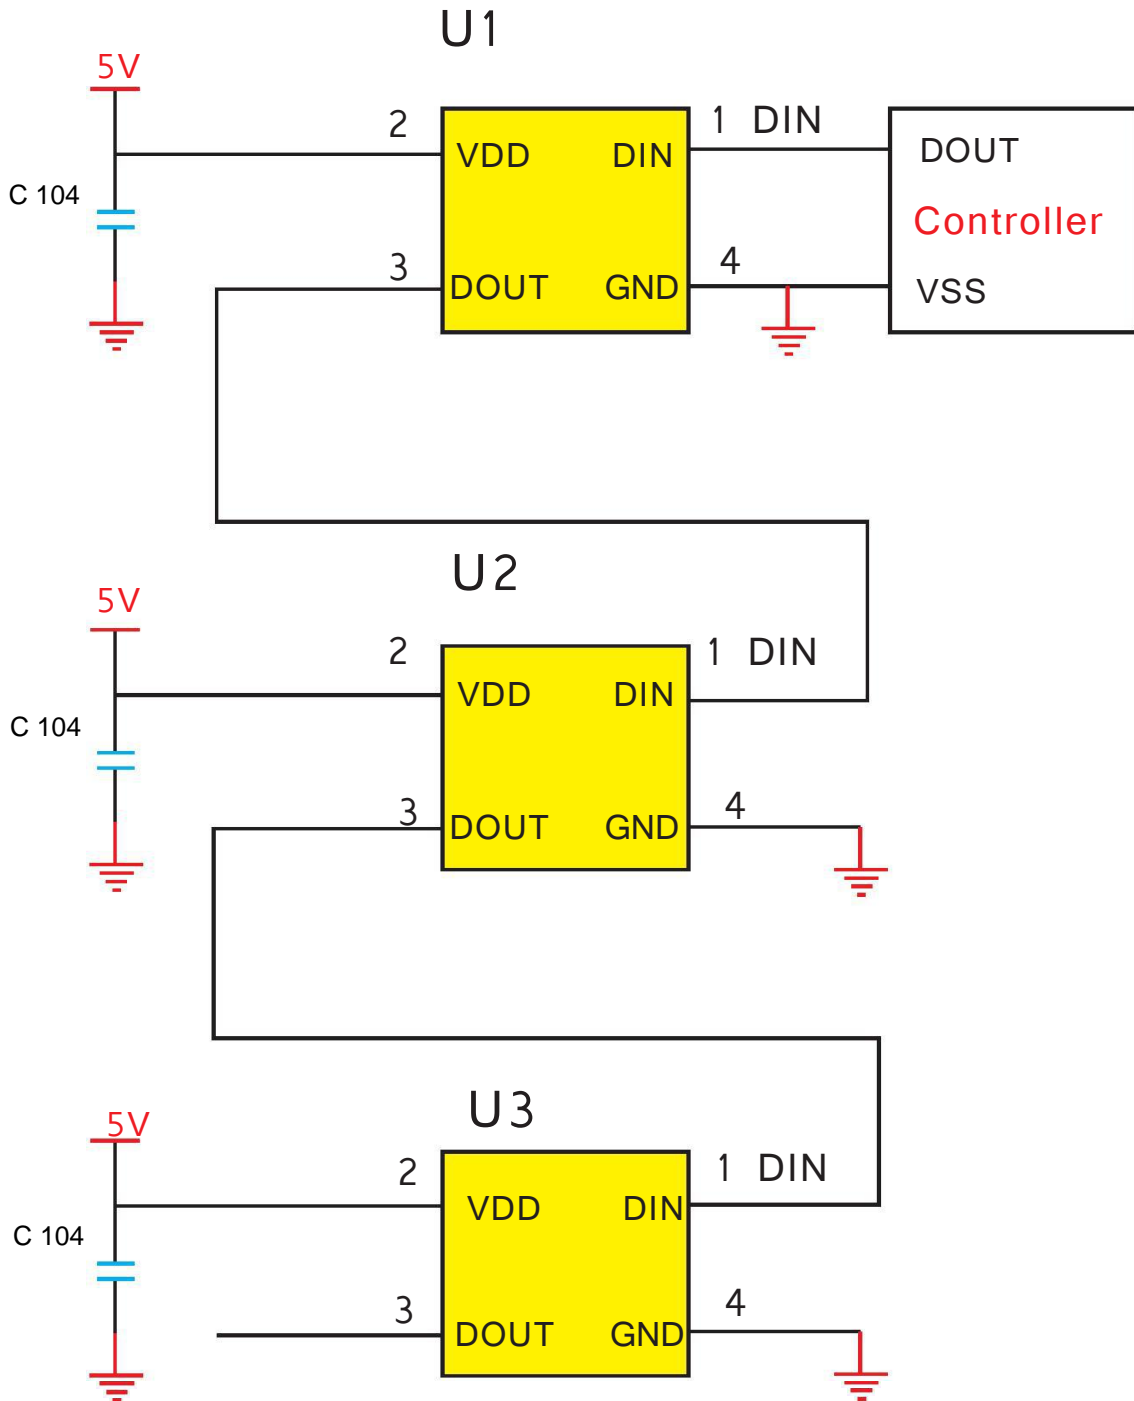 U1
5V
2
1 DIN
VDD
DIN
DOUT
C 104
Controller
3
4
DOUT
GND
VSS
U2
5V
2
1 DIN
VDD
DIN
C 104
3
4
DOUT
GND
U3
5V
2
1 DIN
VDD
DIN
C 104
3
4
DOUT
GND